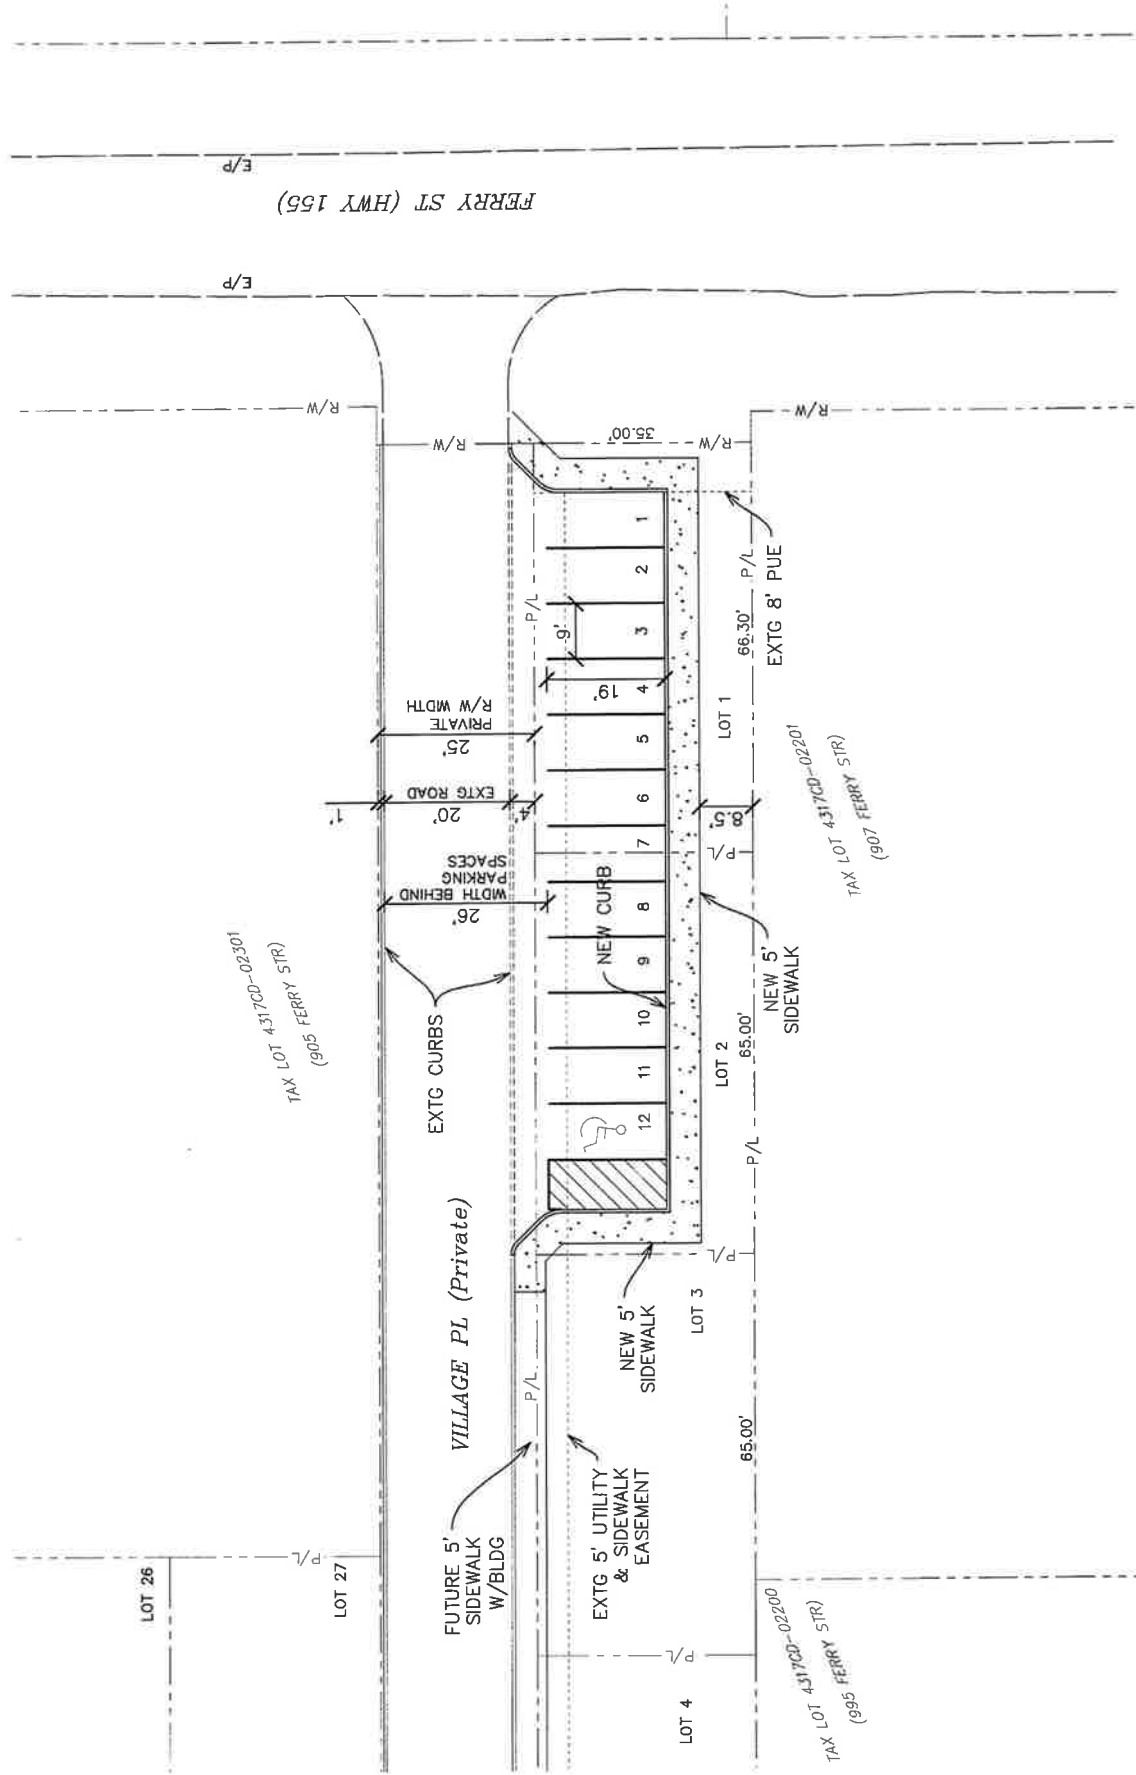 E/P
FERRY ST (HWY 155)
E/P
R/W
R/W
35.00'
R/W
R/W
1
2
3
4
5
6
7
8
9
10
11
12
9'
19'
P/L
P/L
66.30'
EXTG 8' PUE
LOT 1
25'
PRIVATE
R/W WIDTH
1'
20'
EXTG ROAD
4'
26'
WIDTH BEHIND
PARKING
SPACES
8.5'
P/L
TAX LOT 4317CD-02201
(907 FERRY STR)
TAX LOT 4317CD-02301
(905 FERRY STR)
EXTG CURBS
NEW CURB
NEW 5'
SIDEWALK
LOT 2
65.00'
P/L
VILLAGE PL (Private)
P/L
NEW 5'
SIDEWALK
LOT 3
P/L
65.00'
FUTURE 5'
SIDEWALK
W/BLDG
EXTG 5' UTILITY
& SIDEWALK
EASEMENT
P/L
LOT 26
LOT 27
P/L
LOT 4
TAX LOT 4317CD-02200
(995 FERRY STR)